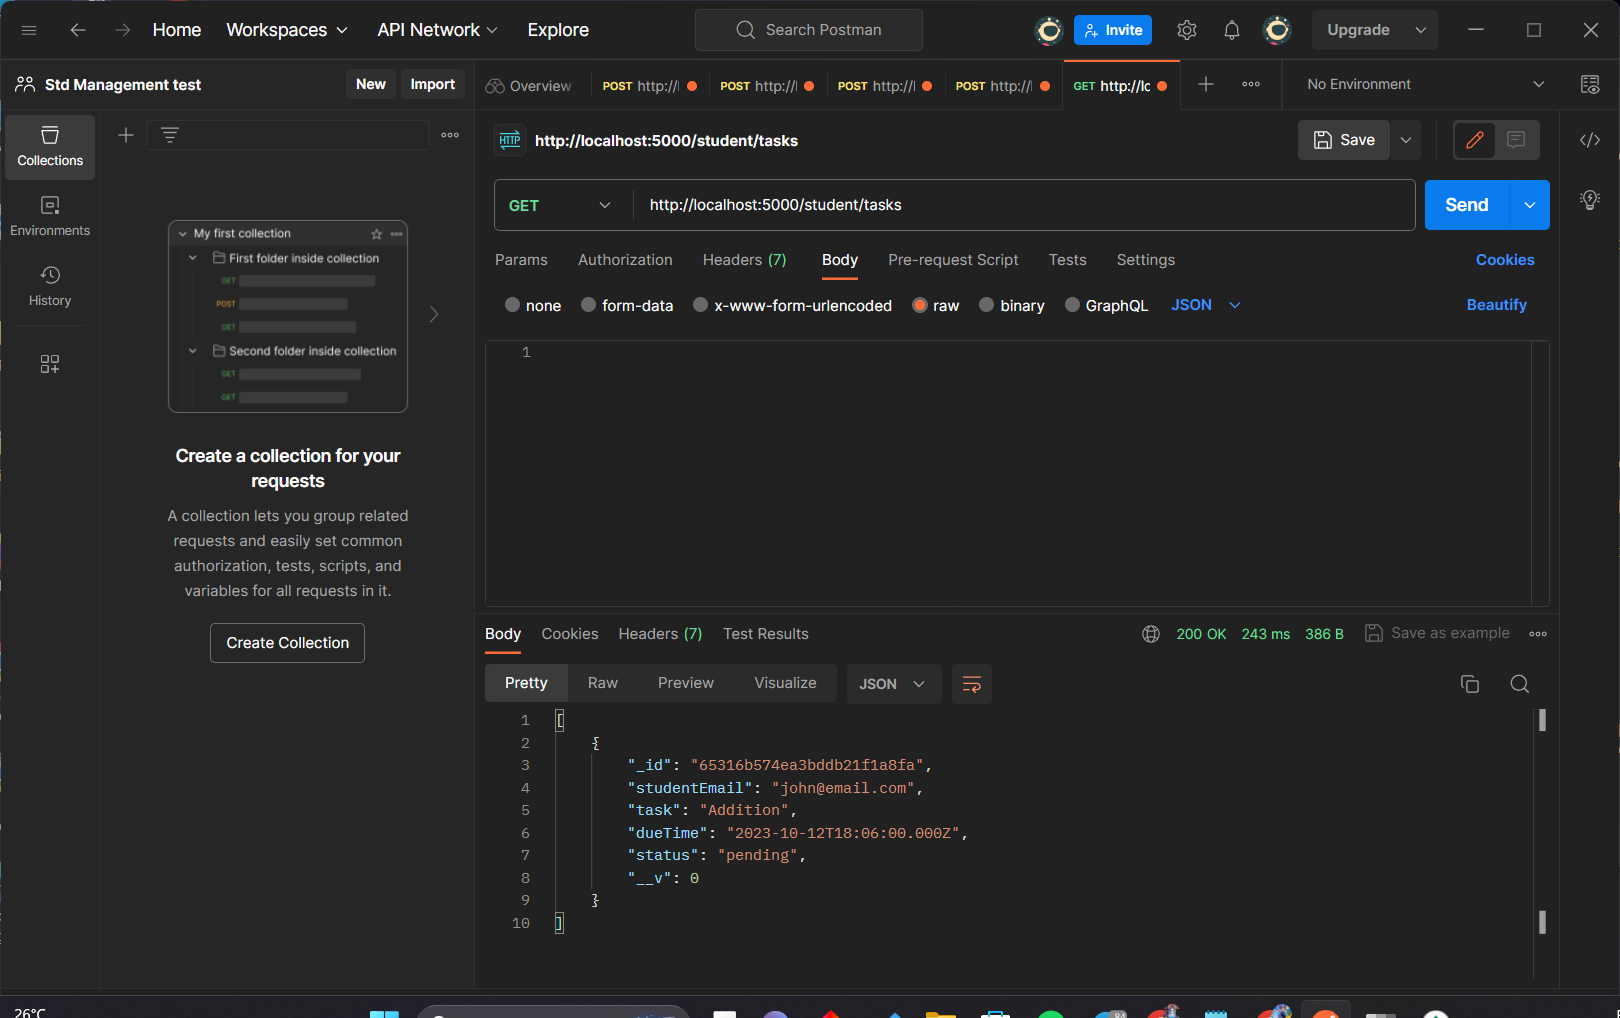 Home
Workspaces
API Network
Explore
Search Postman
Invite
Upgrade
Std Management test
New
Import
Overview
POST http://l
POST http://l
POST http://l
POST http://l
GET http://lc
No Environment
Collections
Environments
History
My first collection
First folder inside collection
GET
POST
GET
Second folder inside collection
GET
GET
Create a collection for your
requests
A collection lets you group related
requests and easily set common
authorization, tests, scripts, and
variables for all requests in it.
Create Collection
HTTP
http://localhost:5000/student/tasks
Save
GET
http://localhost:5000/student/tasks
Send
Params
Authorization
Headers (7)
Body
Pre-request Script
Tests
Settings
Cookies
none
form-data
x-www-form-urlencoded
raw
binary
GraphQL
JSON
Beautify
1
Body
Cookies
Headers (7)
Test Results
200 OK
243 ms
386 B
Save as example
Pretty
Raw
Preview
Visualize
JSON
1 [
2 {
3 "_id": "65316b574ea3bddb21f1a8fa",
4 "studentEmail": "john@email.com",
5 "task": "Addition",
6 "dueTime": "2023-10-12T18:06:00.000Z",
7 "status": "pending",
8 "__v": 0
9 }
10 ]
26°C